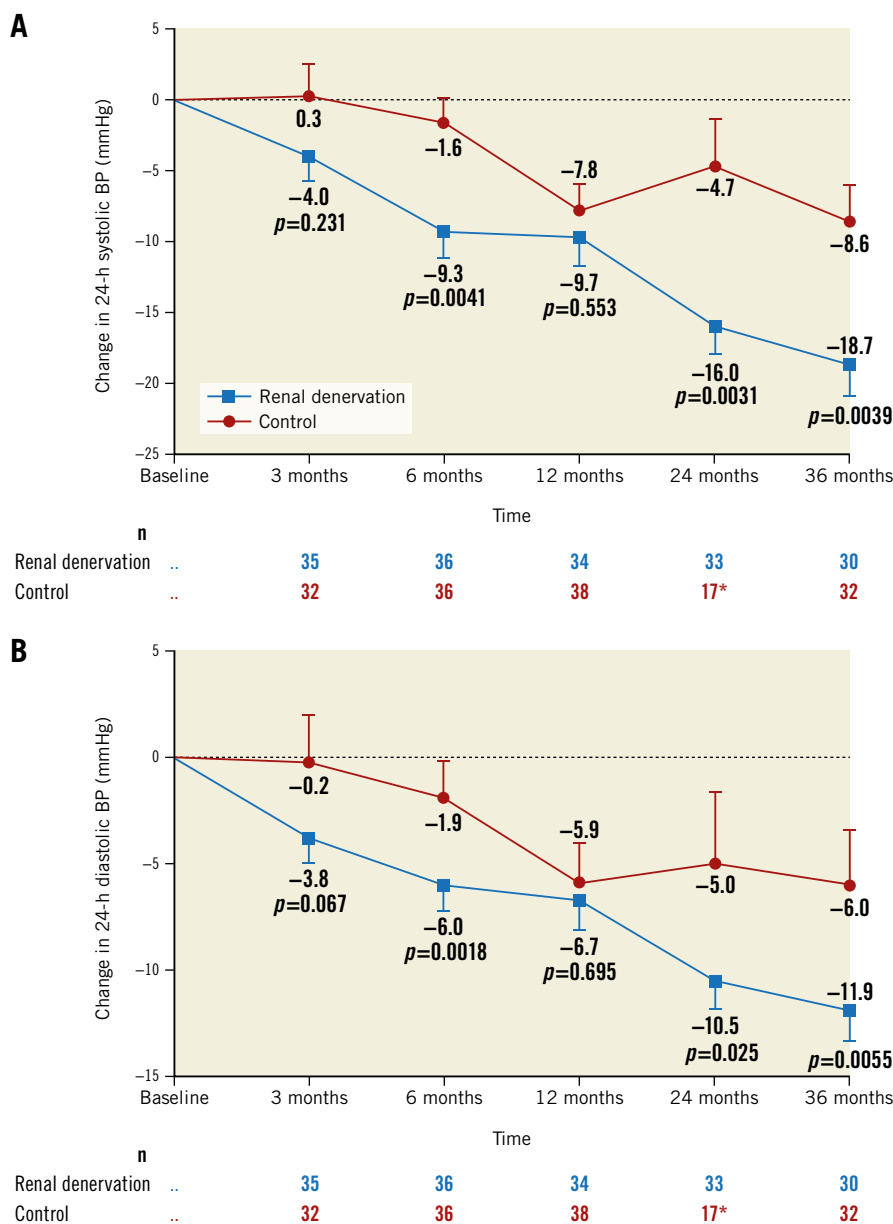 A
Change in 24-h systolic BP (mmHg)
5
0
–5
–10
–15
–20
–25
0.3
–1.6
–7.8
–4.7
–8.6
–4.0
p=0.231
–9.3
p=0.0041
–9.7
p=0.553
–16.0
p=0.0031
–18.7
p=0.0039
Renal denervation
Control
Baseline 3 months 6 months 12 months 24 months 36 months
Time
n
Renal denervation .. 35 36 34 33 30
Control .. 32 36 38 17* 32
B
Change in 24-h diastolic BP (mmHg)
5
0
–5
–10
–15
–0.2
–1.9
–5.9
–5.0
–6.0
–3.8
p=0.067
–6.0
p=0.0018
–6.7
p=0.695
–10.5
p=0.025
–11.9
p=0.0055
Baseline 3 months 6 months 12 months 24 months 36 months
Time
n
Renal denervation .. 35 36 34 33 30
Control .. 32 36 38 17* 32